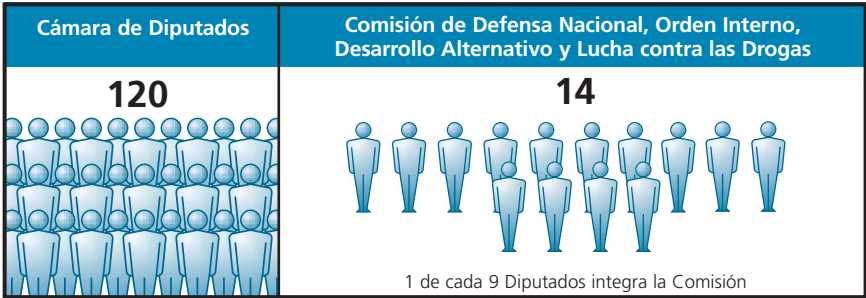 Cámara de Diputados
120
Comisión de Defensa Nacional, Orden Interno,
Desarrollo Alternativo y Lucha contra las Drogas
14
1 de cada 9 Diputados integra la Comisión